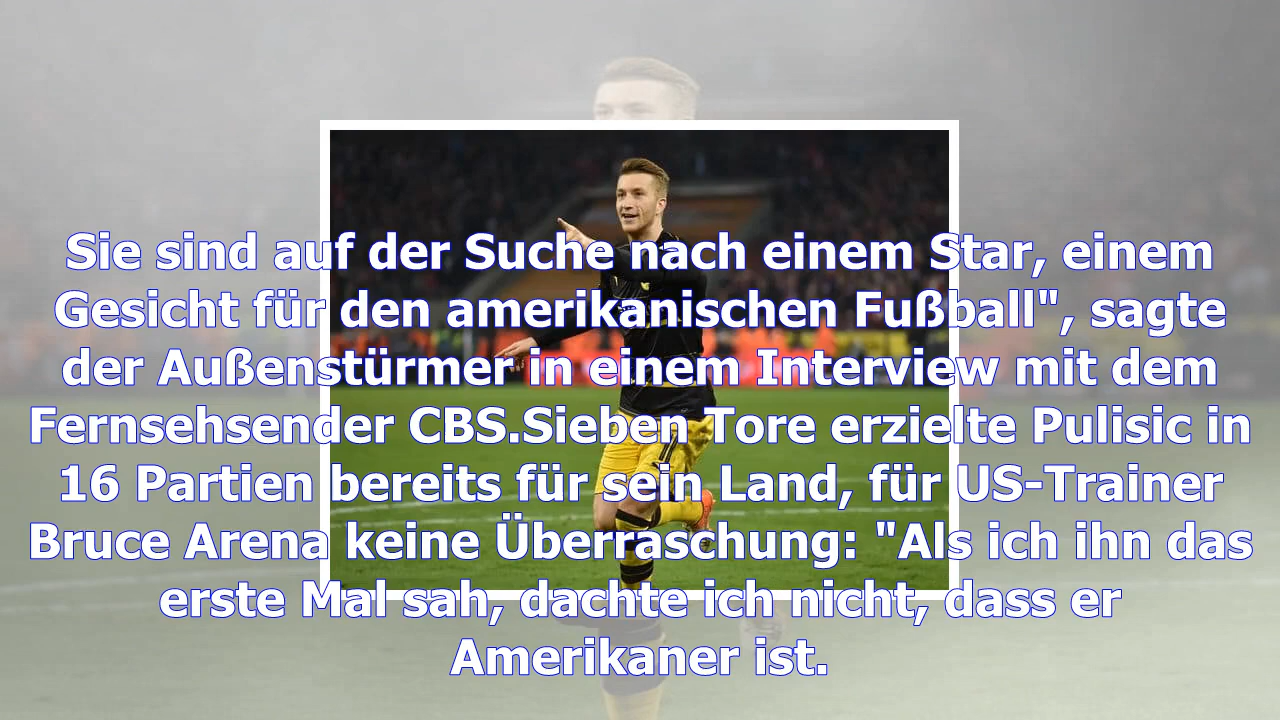 Sie sind auf der Suche nach einem Star, einem
Gesicht für den amerikanischen Fußball", sagte
der Außenstürmer in einem Interview mit dem
Fernsehsender CBS.Sieben Tore erzielte Pulisic in
16 Partien bereits für sein Land, für US-Trainer
Bruce Arena keine Überraschung: "Als ich ihn das
erste Mal sah, dachte ich nicht, dass er
Amerikaner ist.